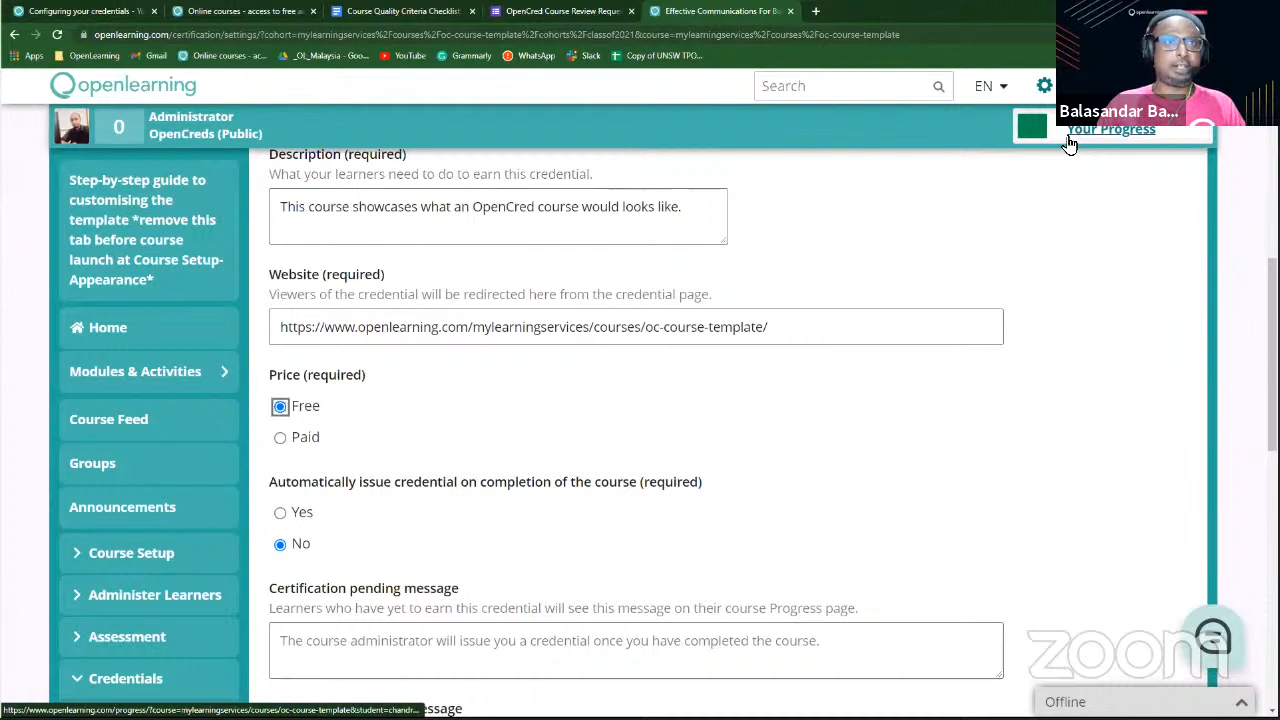 Configuring your credentials - Yo
Online courses - access to free ac
Course Quality Criteria Checklist
OpenCred Course Review Reques
Effective Communications For Bu
openlearning.com/certification/settings/?cohort=mylearningservices%2Fcourses%2Foc-course-template%2Fcohorts%2Fclassof2021&course=mylearningservices%2Fcourses%2Foc-course-template
Apps
OpenLearning
Gmail
Online courses - ac...
_OL_Malaysia - Goo...
YouTube
Grammarly
WhatsApp
Slack
Copy of UNSW TPO...
openlearning
Search
EN
Balasandar Ba...
0
Administrator
OpenCreds (Public)
Your Progress
Step-by-step guide to
customising the
template *remove this
tab before course
launch at Course Setup-
Appearance*
Home
Modules & Activities
Course Feed
Groups
Announcements
Course Setup
Administer Learners
Assessment
Credentials
Description (required)
What your learners need to do to earn this credential.
This course showcases what an OpenCred course would looks like.
Website (required)
Viewers of the credential will be redirected here from the credential page.
https://www.openlearning.com/mylearningservices/courses/oc-course-template/
Price (required)
Free
Paid
Automatically issue credential on completion of the course (required)
Yes
No
Certification pending message
Learners who have yet to earn this credential will see this message on their course Progress page.
The course administrator will issue you a credential once you have completed the course.
zoom
Offline
https://www.openlearning.com/progress/?course=mylearningservices/courses/oc-course-template&student=chandr...
ssage